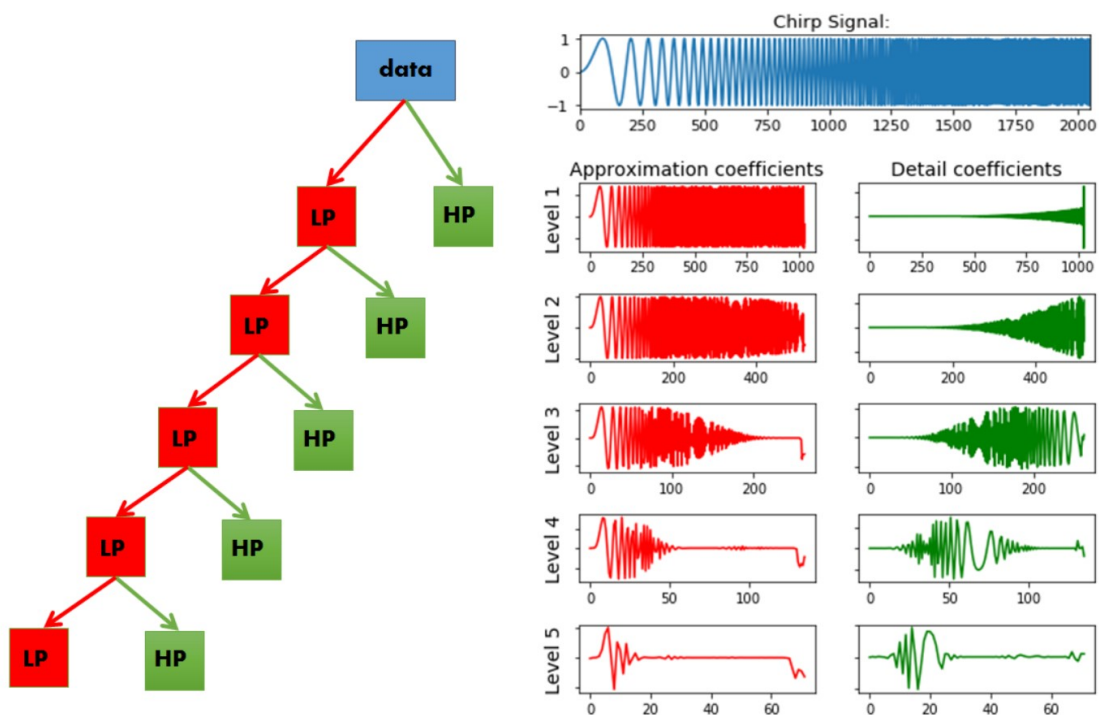 data
LP
HP
LP
HP
LP
HP
LP
HP
LP
HP
Chirp Signal:
1
0
−1
0 250 500 750 1000 1250 1500 1750 2000
Approximation coefficients
Detail coefficients
Level 1
0 250 500 750 1000
0 250 500 750 1000
Level 2
0 200 400
0 200 400
Level 3
0 100 200
0 100 200
Level 4
0 50 100
0 50 100
Level 5
0 20 40 60
0 20 40 60